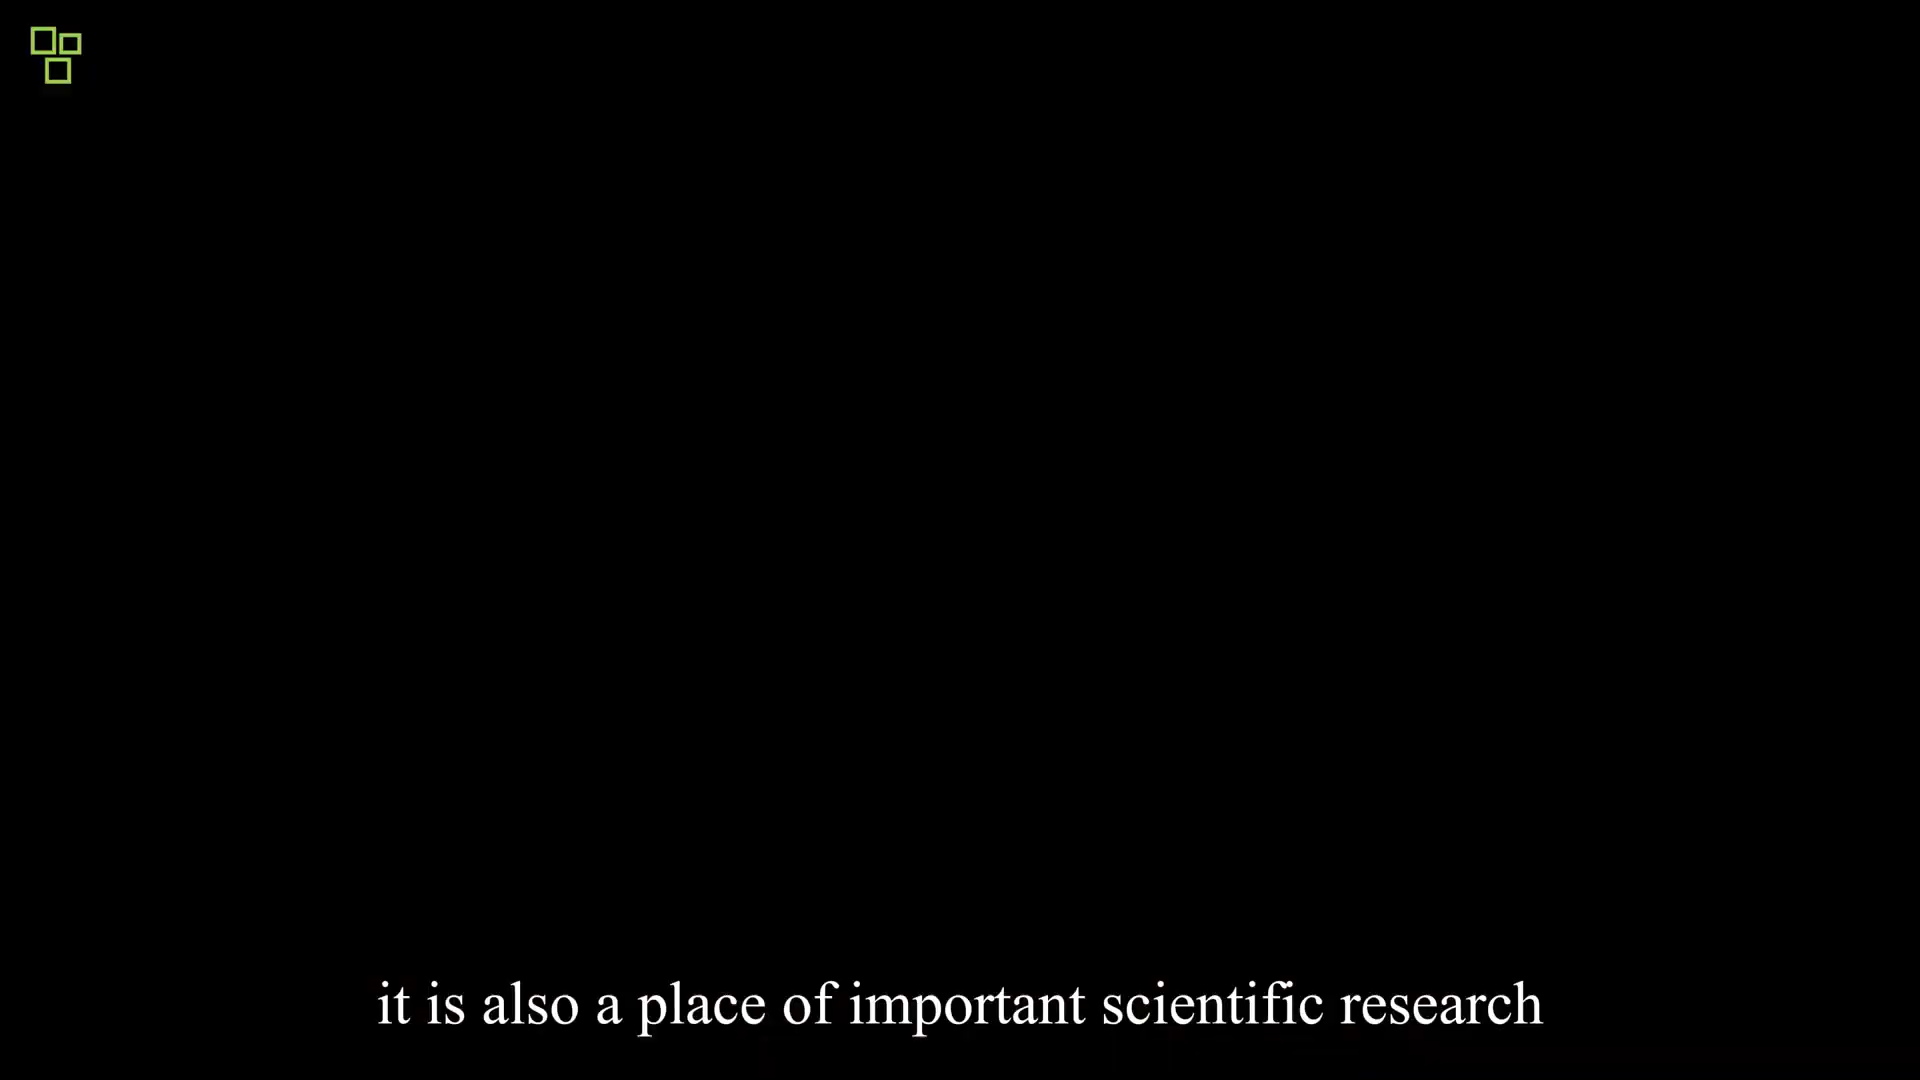 it is also a place of important scientific research